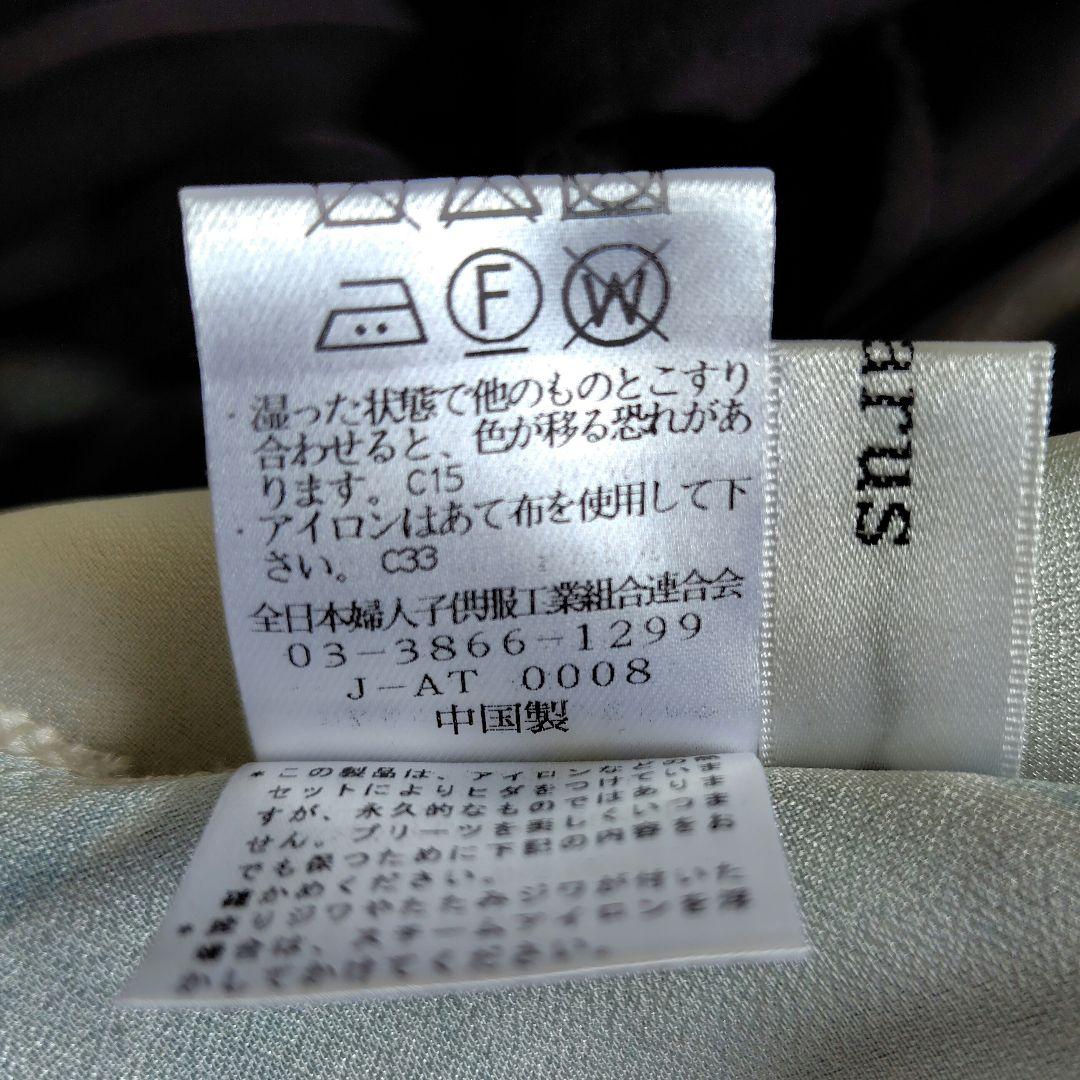 F W
・湿った状態で他のものとこすり
合わせると、色が移る恐れがあ
ります。C15
・アイロンはあて布を使用して下
さい。C33
全日本婦人子供服工業組合連合会
03-3866-1299
J-AT 0008
中国製
arus
*この製品は、アイロンなどの
セットによりヒダをつけていま
すが、永久的なものではありま
せん。プリーツを美しくいつま
でも保つために下記の内容をお
確かめください。
*座りジワやたたみジワが付いた
場合は、スチームアイロンを浮
かしてかけてください。